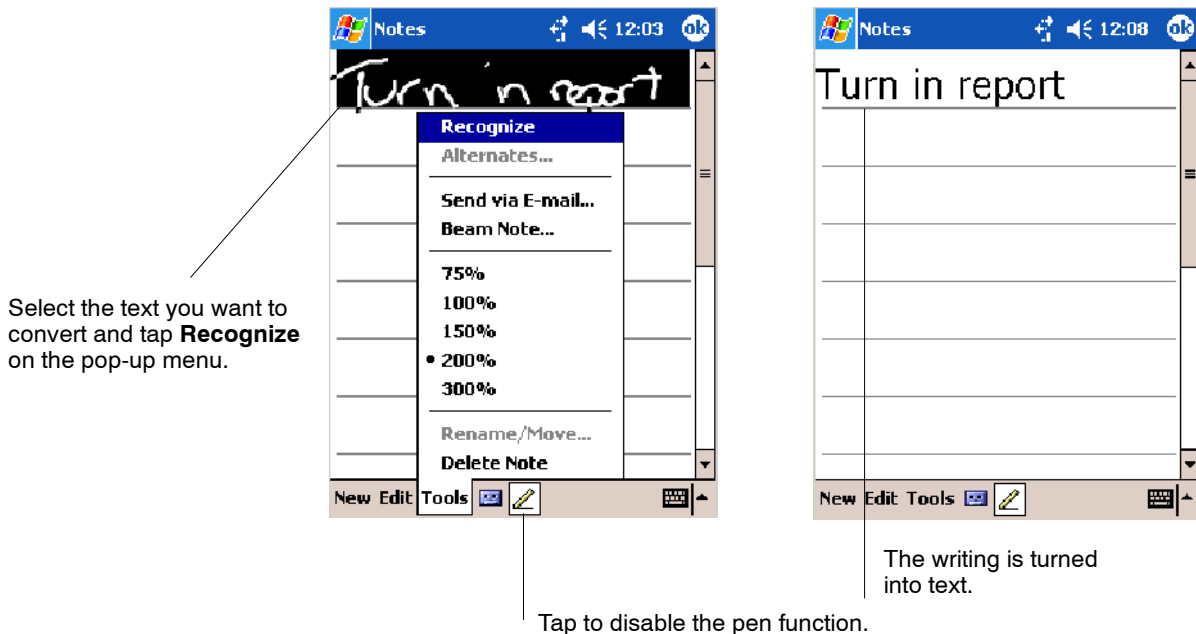 Notes 12:03 ok
Turn in report
Recognize
Alternates...
Send via E-mail...
Beam Note...
75%
100%
150%
200%
300%
Rename/Move...
Delete Note
New Edit Tools
Select the text you want to
convert and tap Recognize
on the pop-up menu.
Notes 12:08 ok
Turn in report
New Edit Tools
The writing is turned
into text.
Tap to disable the pen function.